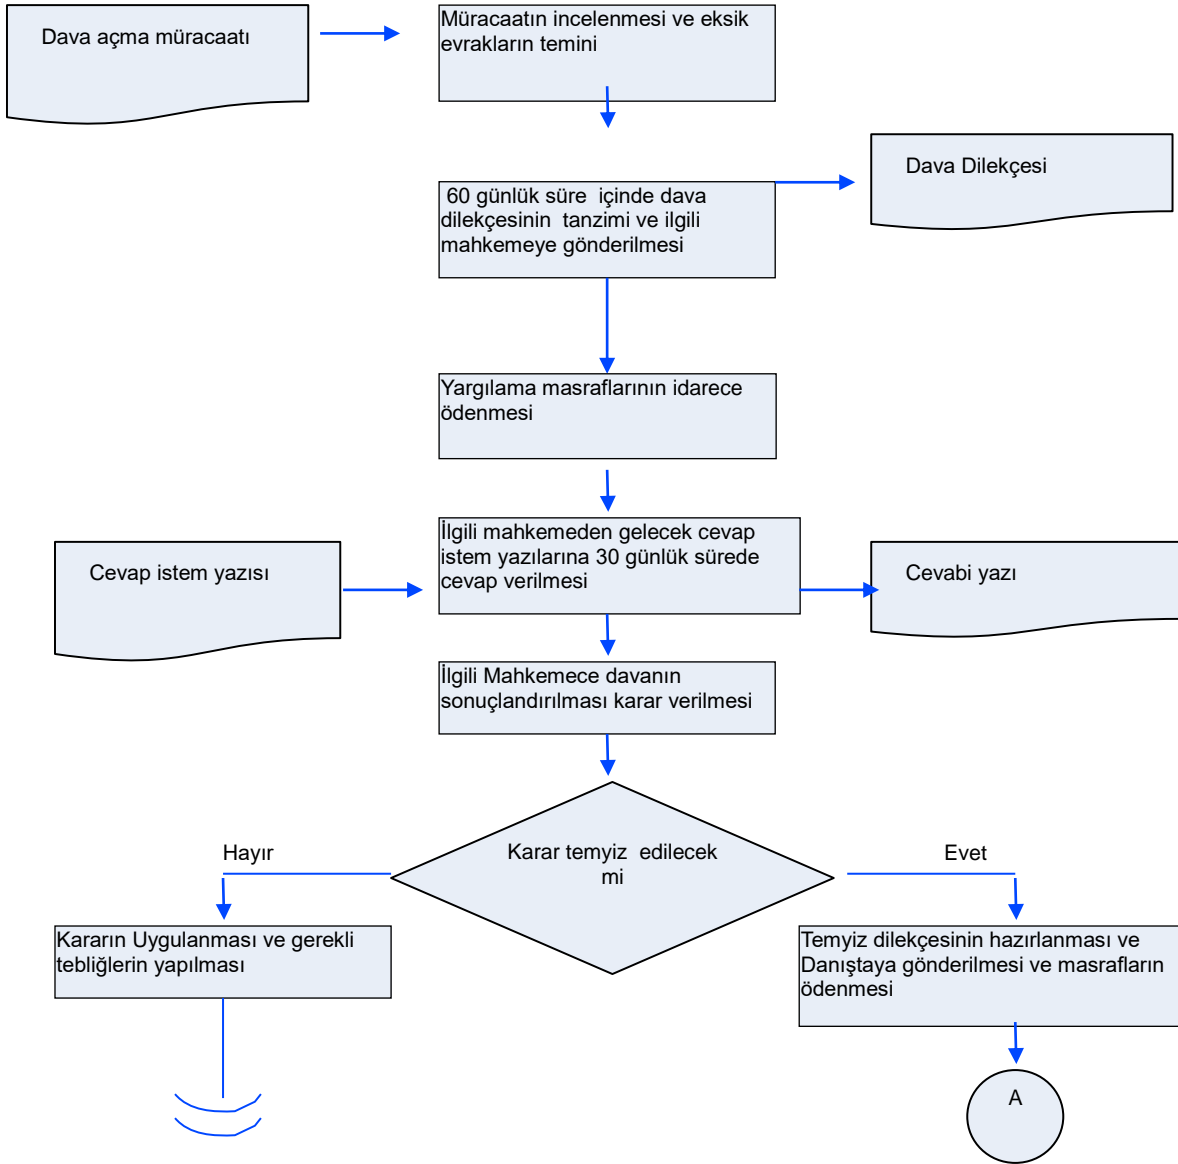 Dava açma müracaatı
Müracaatın incelenmesi ve eksik
evrakların temini
Dava Dilekçesi
60 günlük süre içinde dava
dilekçesinin tanzimi ve ilgili
mahkemeye gönderilmesi
Yargılama masraflarının idarece
ödenmesi
Cevap istem yazısı
İlgili mahkemeden gelecek cevap
istem yazılarına 30 günlük sürede
cevap verilmesi
Cevabi yazı
İlgili Mahkemece davanın
sonuçlandırılması karar verilmesi
Karar temyiz edilecek
mi
Hayır
Evet
Kararın Uygulanması ve gerekli
tebliğlerin yapılması
Temyiz dilekçesinin hazırlanması ve
Danıştaya gönderilmesi ve masrafların
ödenmesi
A